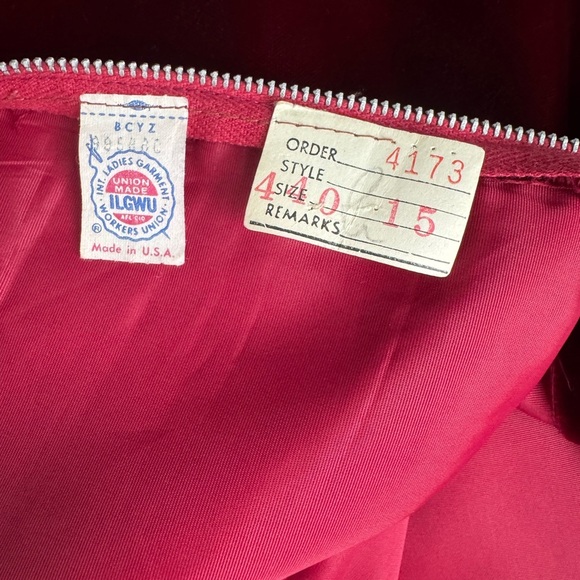 BCYZ
INT. LADIES GARMENT
UNION
MADE
ILGWU
AFL CIO
WORKERS UNION
®
Made in U.S.A.
ORDER 4173
STYLE
440 15
SIZE
REMARKS